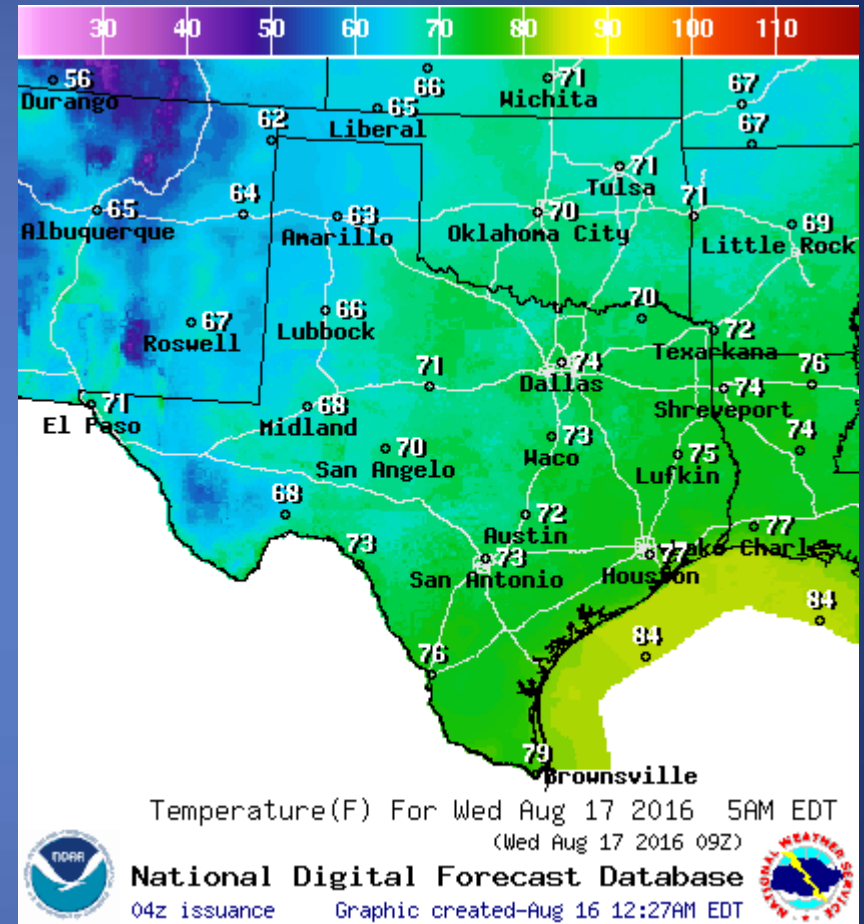 30 40 50 60 70 80 90 100 110
56
Durango
66
71
Wichita
67
65
Liberal
62
67
71
Tulsa
65
Albuquerque
64
63
Amarillo
70
Oklahoma City
71
69
Little Rock
67
Roswell
66
Lubbock
70
72
Texarkana
74
Dallas
76
71
74
Shreveport
71
El Paso
68
Midland
70
San Angelo
73
Waco
75
Lufkin
74
68
72
Austin
77
Lake Charles
73
73
San Antonio
77
Houston
84
84
76
79
Brownsville
Temperature(F) For Wed Aug 17 2016 5AM EDT
(Wed Aug 17 2016 09Z)
National Digital Forecast Database
04z issuance Graphic created-Aug 16 12:27AM EDT
NOAA
NATIONAL WEATHER SERVICE